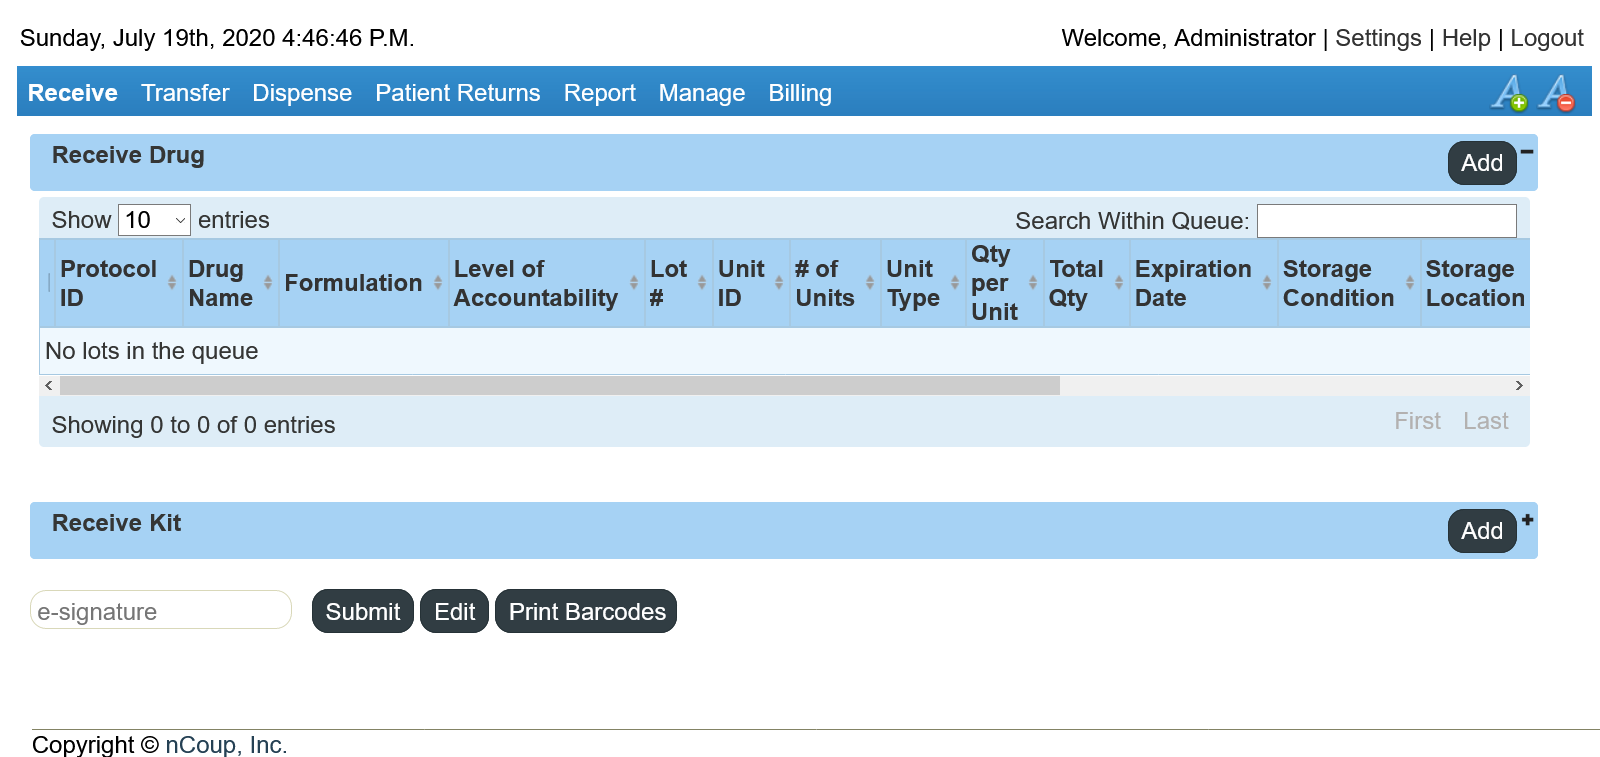 Sunday, July 19th, 2020 4:46:46 P.M.
Welcome, Administrator | Settings | Help | Logout
Receive Transfer Dispense Patient Returns Report Manage Billing
Receive Drug
Add
Show 10 entries
Search Within Queue:
Protocol ID
Drug Name
Formulation
Level of Accountability
Lot #
Unit ID
# of Units
Unit Type
Qty per Unit
Total Qty
Expiration Date
Storage Condition
Storage Location
No lots in the queue
Showing 0 to 0 of 0 entries
First Last
Receive Kit
Add
e-signature Submit Edit Print Barcodes
Copyright © nCoup, Inc.